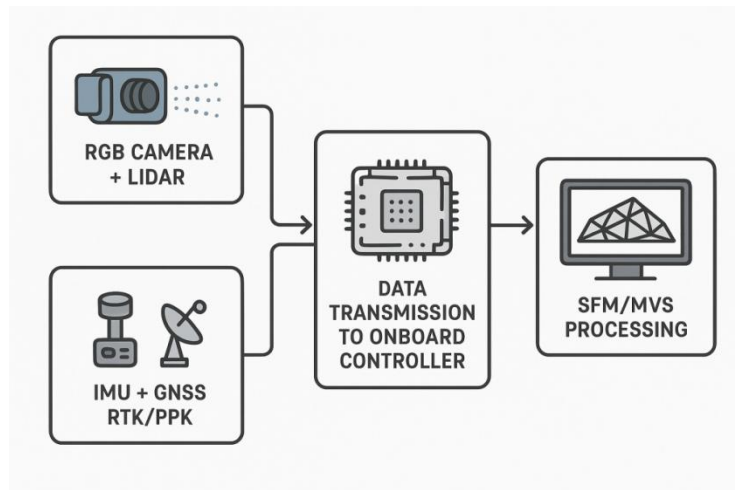 RGB CAMERA
+ LIDAR
IMU + GNSS
RTK/PPK
DATA
TRANSMISSION
TO ONBOARD
CONTROLLER
SFM/MVS
PROCESSING